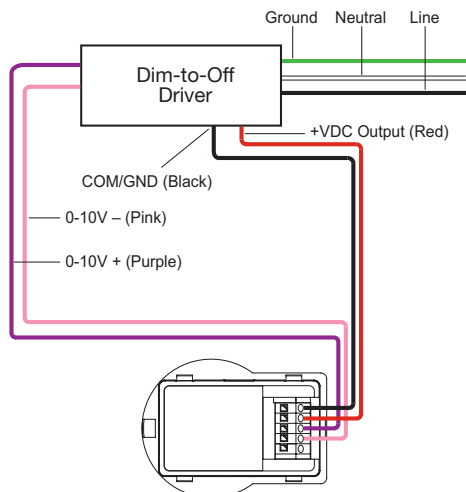 Ground
Neutral
Line
Dim-to-Off
Driver
+VDC Output (Red)
COM/GND (Black)
0-10V – (Pink)
0-10V + (Purple)